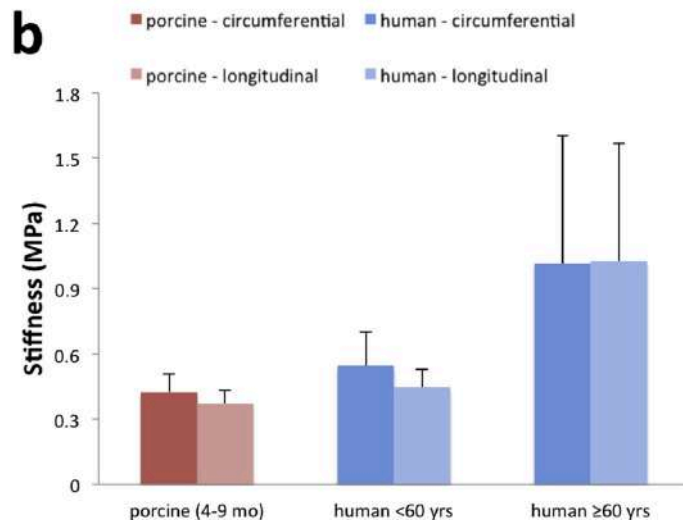 b
porcine - circumferential human - circumferential
porcine - longitudinal human - longitudinal
1.8
1.5
1.2
0.9
0.6
0.3
0
Stiffness (MPa)
porcine (4-9 mo) human <60 yrs human ≥60 yrs